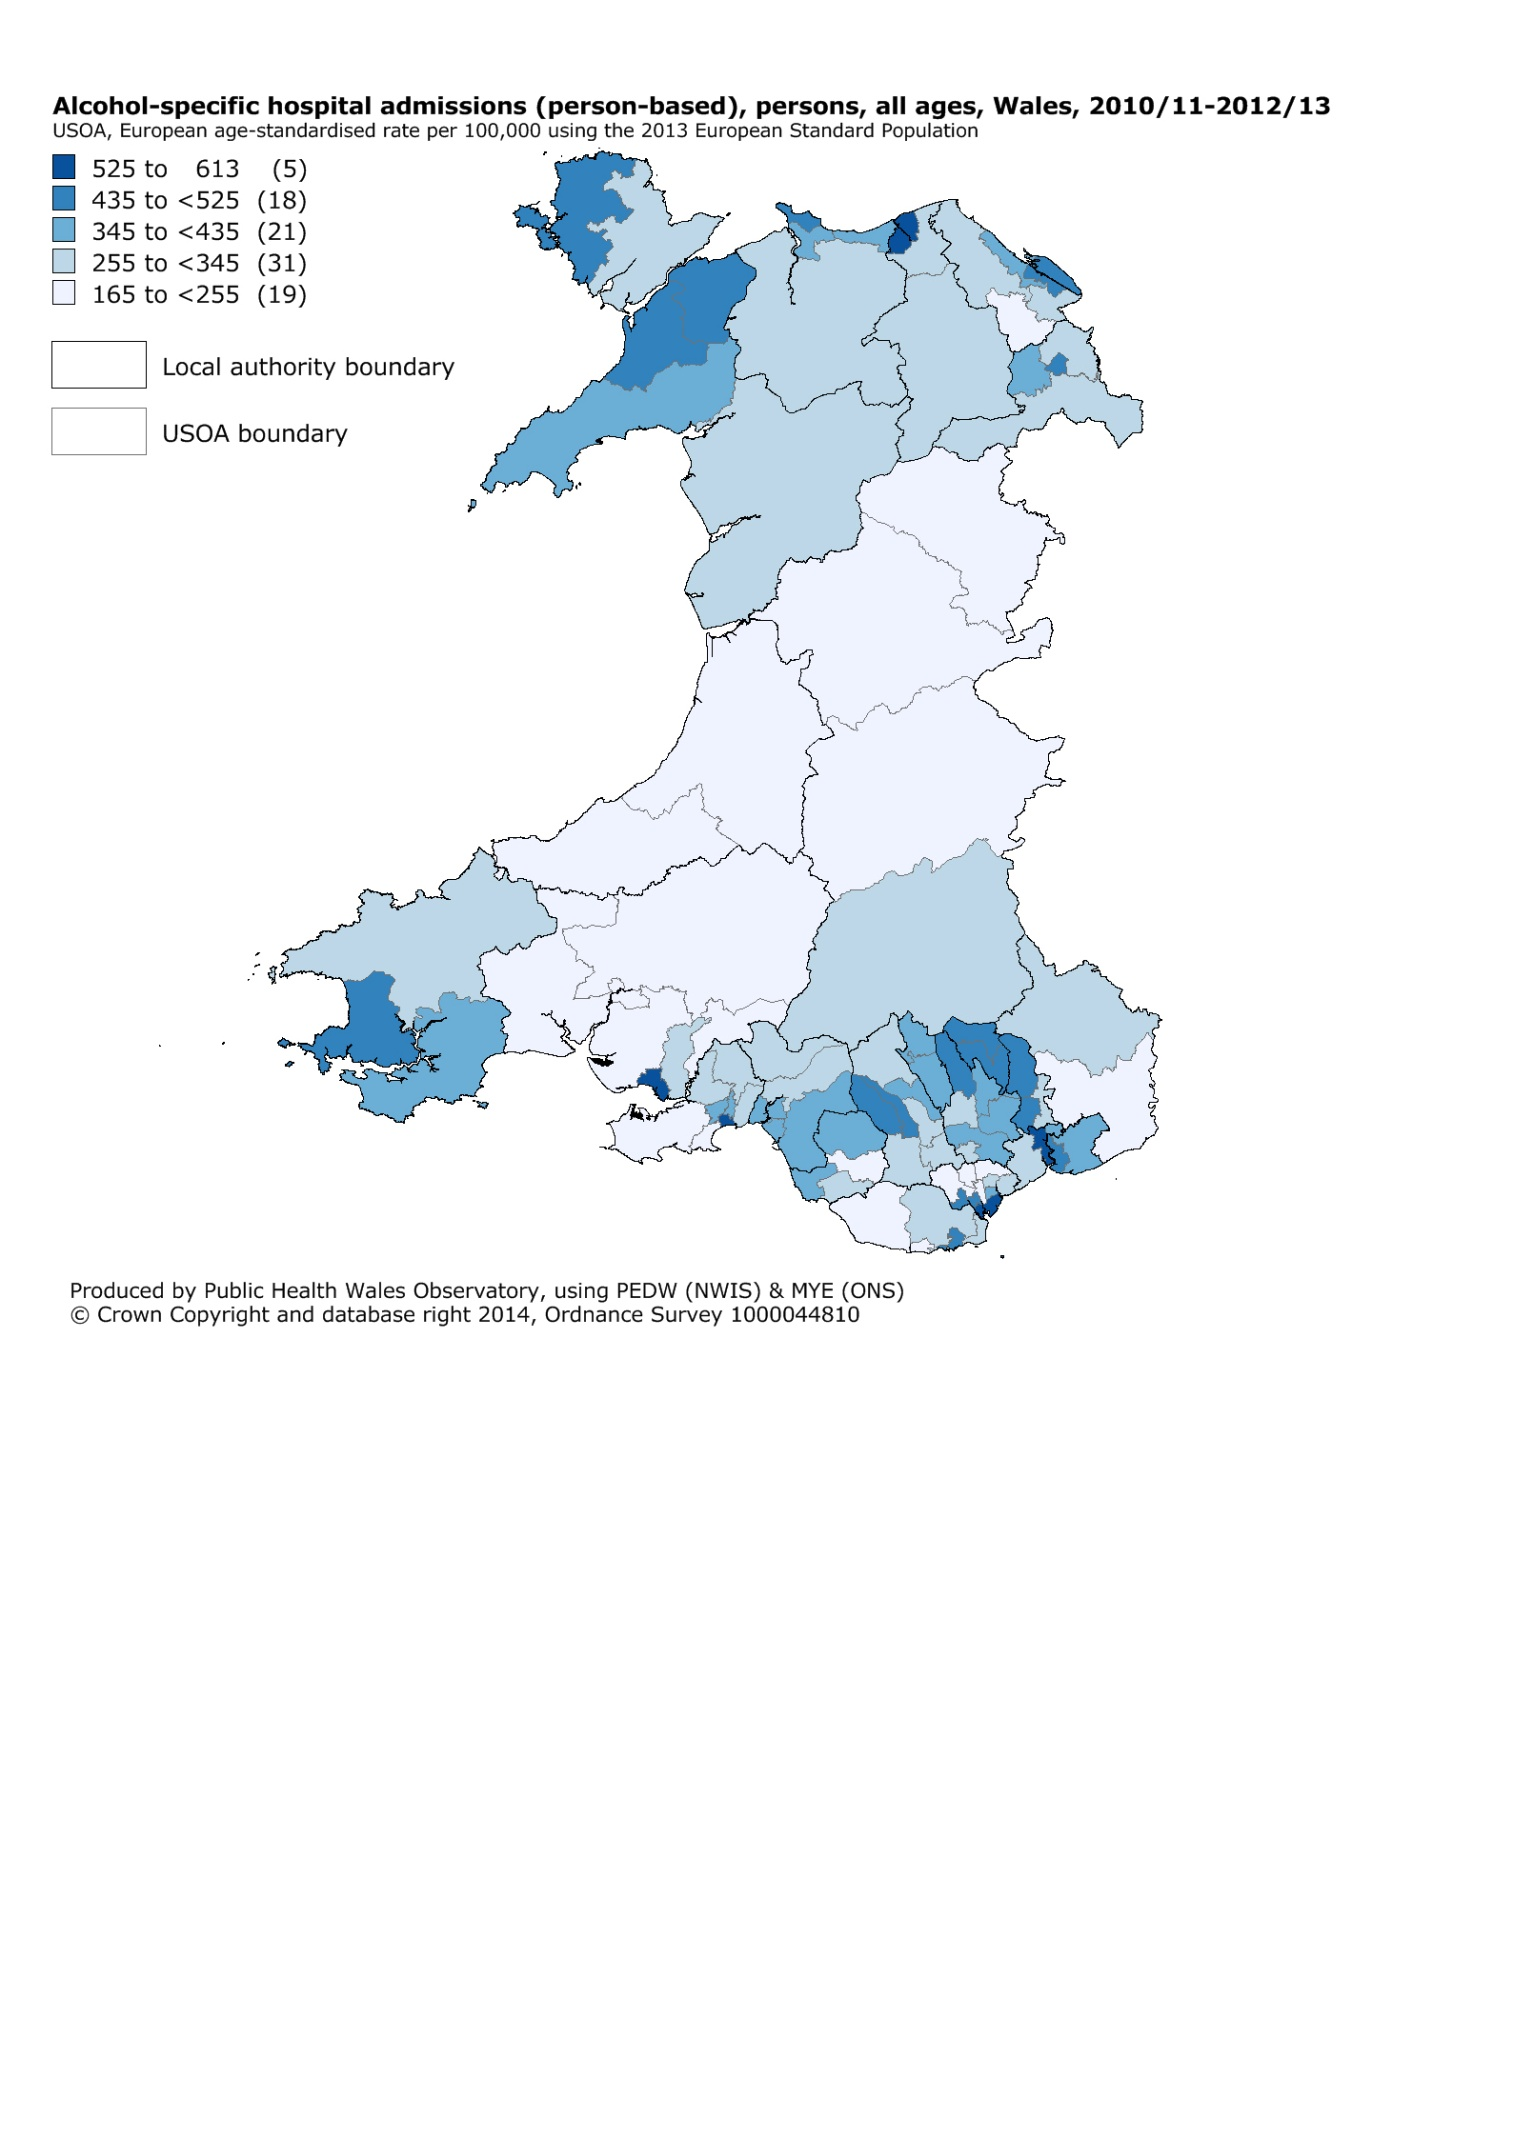 Alcohol-specific hospital admissions (person-based), persons, all ages, Wales, 2010/11-2012/13
USOA, European age-standardised rate per 100,000 using the 2013 European Standard Population
525 to 613 (5)
435 to <525 (18)
345 to <435 (21)
255 to <345 (31)
165 to <255 (19)
Local authority boundary
USOA boundary
Produced by Public Health Wales Observatory, using PEDW (NWIS) & MYE (ONS)
© Crown Copyright and database right 2014, Ordnance Survey 1000044810